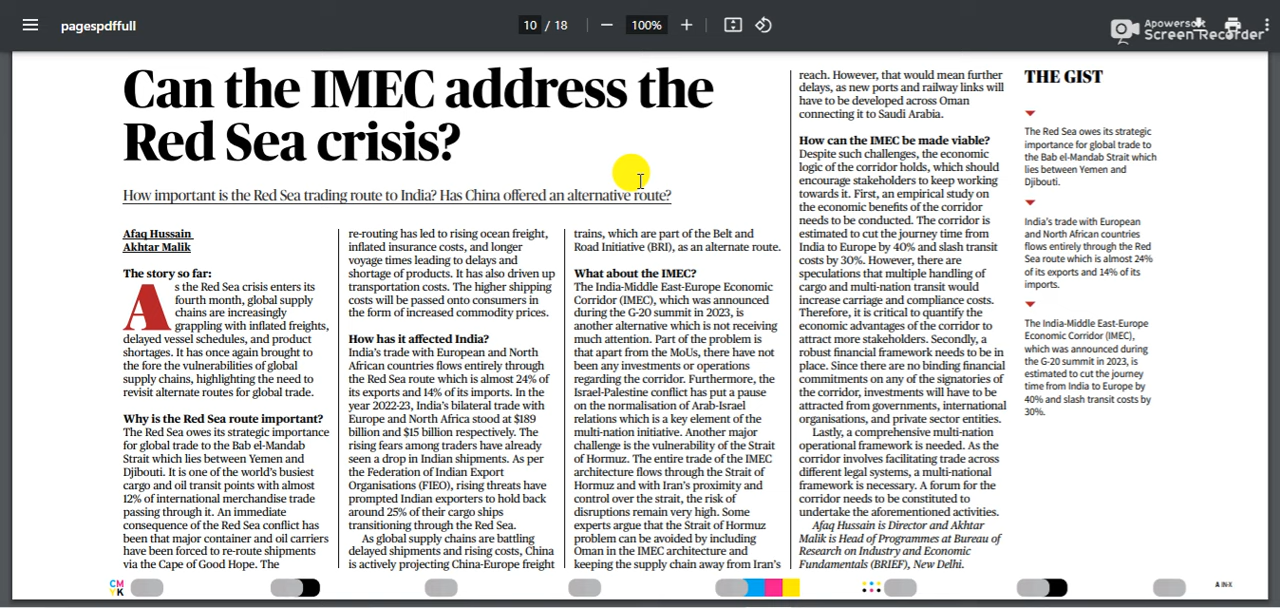 pagespdffull
10 / 18
100%
Apowersoft
Screen Recorder
Can the IMEC address the
Red Sea crisis?
How important is the Red Sea trading route to India? Has China offered an alternative route?
Afaq Hussain
Akhtar Malik
The story so far:
As the Red Sea crisis enters its
fourth month, global supply
chains are increasingly
grappling with inflated freights,
delayed vessel schedules, and product
shortages. It has once again brought to
the fore the vulnerabilities of global
supply chains, highlighting the need to
revisit alternate routes for global trade.
Why is the Red Sea route important?
The Red Sea owes its strategic importance
for global trade to the Bab el-Mandab
Strait which lies between Yemen and
Djibouti. It is one of the world's busiest
cargo and oil transit points with almost
12% of international merchandise trade
passing through it. An immediate
consequence of the Red Sea conflict has
been that major container and oil carriers
have been forced to re-route shipments
via the Cape of Good Hope. The
re-routing has led to rising ocean freight,
inflated insurance costs, and longer
voyage times leading to delays and
shortage of products. It has also driven up
transportation costs. The higher shipping
costs will be passed onto consumers in
the form of increased commodity prices.
How has it affected India?
India's trade with European and North
African countries flows entirely through
the Red Sea route which is almost 24% of
its exports and 14% of its imports. In the
year 2022-23, India's bilateral trade with
Europe and North Africa stood at $189
billion and $15 billion respectively. The
rising fears among traders have already
seen a drop in Indian shipments. As per
the Federation of Indian Export
Organisations (FIEO), rising threats have
prompted Indian exporters to hold back
around 25% of their cargo ships
transitioning through the Red Sea.
As global supply chains are battling
delayed shipments and rising costs, China
is actively projecting China-Europe freight
trains, which are part of the Belt and
Road Initiative (BRI), as an alternate route.
What about the IMEC?
The India-Middle East-Europe Economic
Corridor (IMEC), which was announced
during the G-20 summit in 2023, is
another alternative which is not receiving
much attention. Part of the problem is
that apart from the MoUs, there have not
been any investments or operations
regarding the corridor. Furthermore, the
Israel-Palestine conflict has put a pause
on the normalisation of Arab-Israel
relations which is a key element of the
multi-nation initiative. Another major
challenge is the vulnerability of the Strait
of Hormuz. The entire trade of the IMEC
architecture flows through the Strait of
Hormuz and with Iran's proximity and
control over the strait, the risk of
disruptions remain very high. Some
experts argue that the Strait of Hormuz
problem can be avoided by including
Oman in the IMEC architecture and
keeping the supply chain away from Iran's
reach. However, that would mean further
delays, as new ports and railway links will
have to be developed across Oman
connecting it to Saudi Arabia.
How can the IMEC be made viable?
Despite such challenges, the economic
logic of the corridor holds, which should
encourage stakeholders to keep working
towards it. First, an empirical study on
the economic benefits of the corridor
needs to be conducted. The corridor is
estimated to cut the journey time from
India to Europe by 40% and slash transit
costs by 30%. However, there are
speculations that multiple handling of
cargo and multi-nation transit would
increase carriage and compliance costs.
Therefore, it is critical to quantify the
economic advantages of the corridor to
attract more stakeholders. Secondly, a
robust financial framework needs to be in
place. Since there are no binding financial
commitments on any of the signatories of
the corridor, investments will have to be
attracted from governments, international
organisations, and private sector entities.
Lastly, a comprehensive multi-nation
operational framework is needed. As the
corridor involves facilitating trade across
different legal systems, a multi-national
framework is necessary. A forum for the
corridor needs to be constituted to
undertake the aforementioned activities.
Afaq Hussain is Director and Akhtar
Malik is Head of Programmes at Bureau of
Research on Industry and Economic
Fundamentals (BRIEF), New Delhi.
THE GIST
The Red Sea owes its strategic
importance for global trade to
the Bab el-Mandab Strait which
lies between Yemen and
Djibouti.
India's trade with European
and North African countries
flows entirely through the Red
Sea route which is almost 24%
of its exports and 14% of its
imports.
The India-Middle East-Europe
Economic Corridor (IMEC),
which was announced during
the G-20 summit in 2023, is
estimated to cut the journey
time from India to Europe by
40% and slash transit costs by
30%.
CM
YK
A IN-X